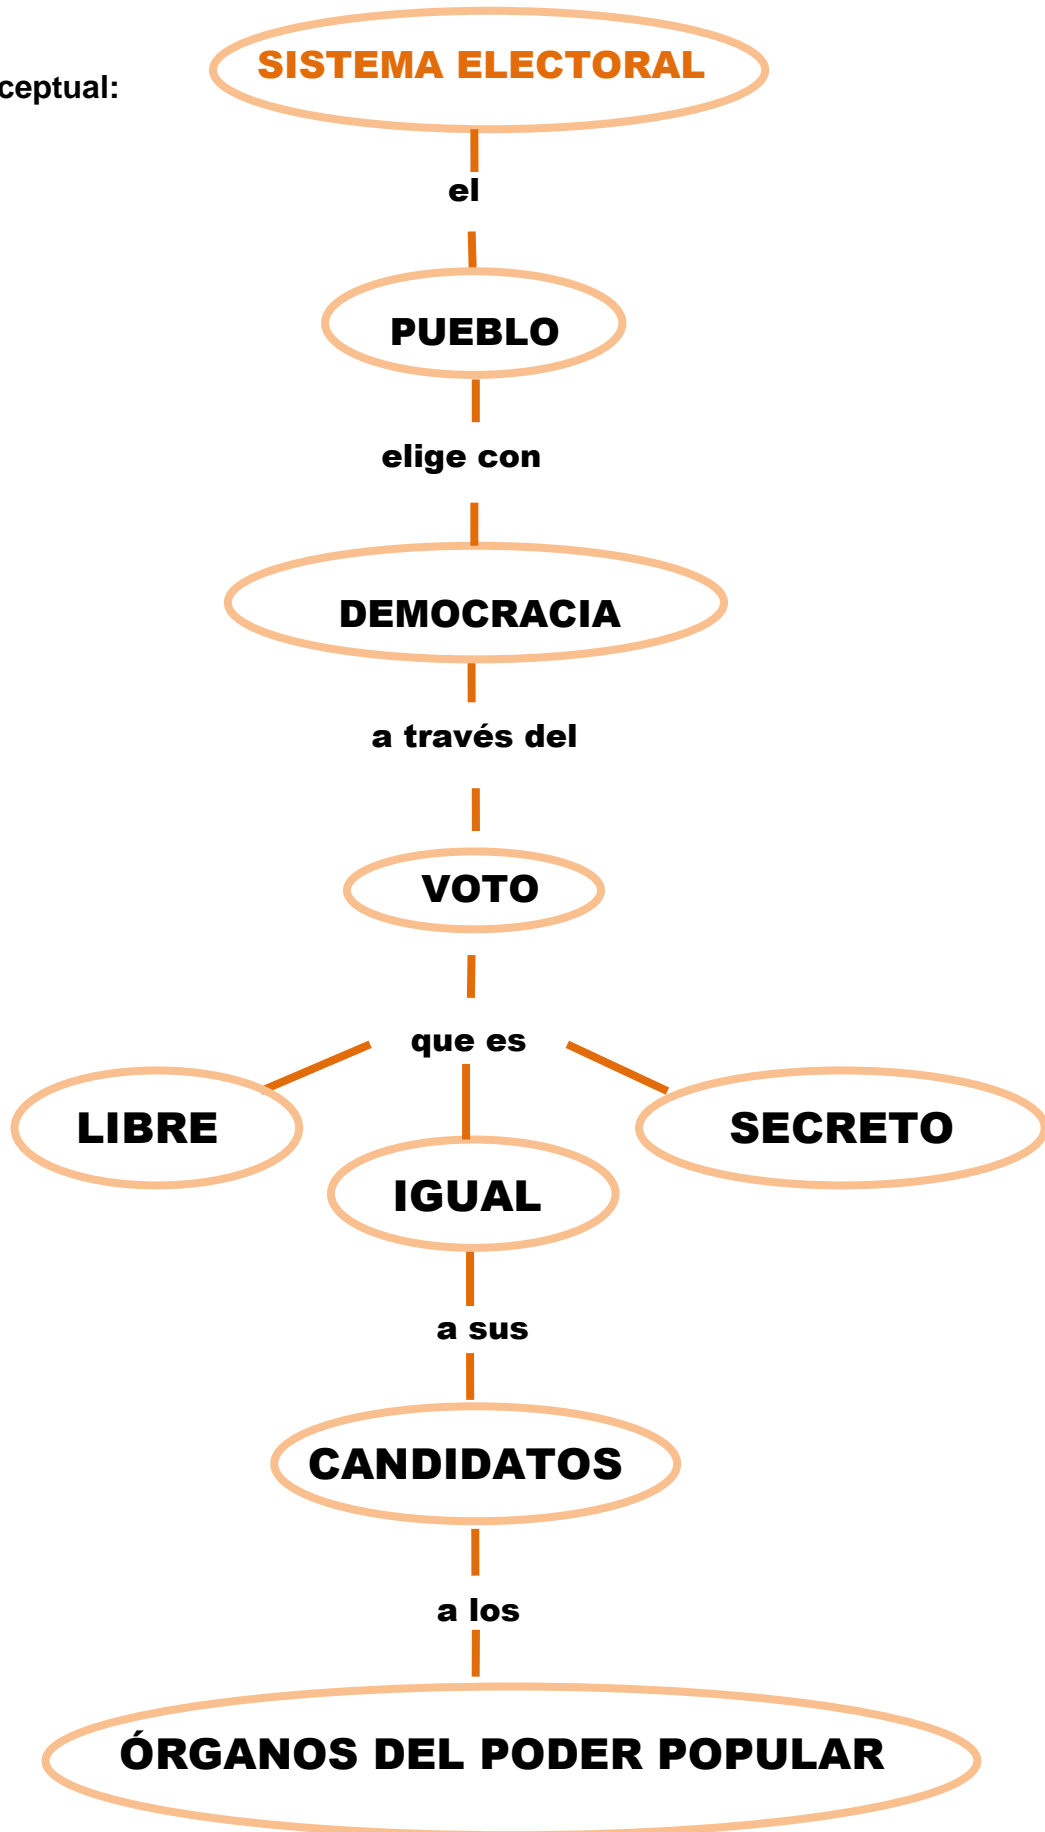 SISTEMA ELECTORAL
ceptual:
el
PUEBLO
elige con
DEMOCRACIA
a través del
VOTO
que es
LIBRE
SECRETO
IGUAL
a sus
CANDIDATOS
a los
ÓRGANOS DEL PODER POPULAR